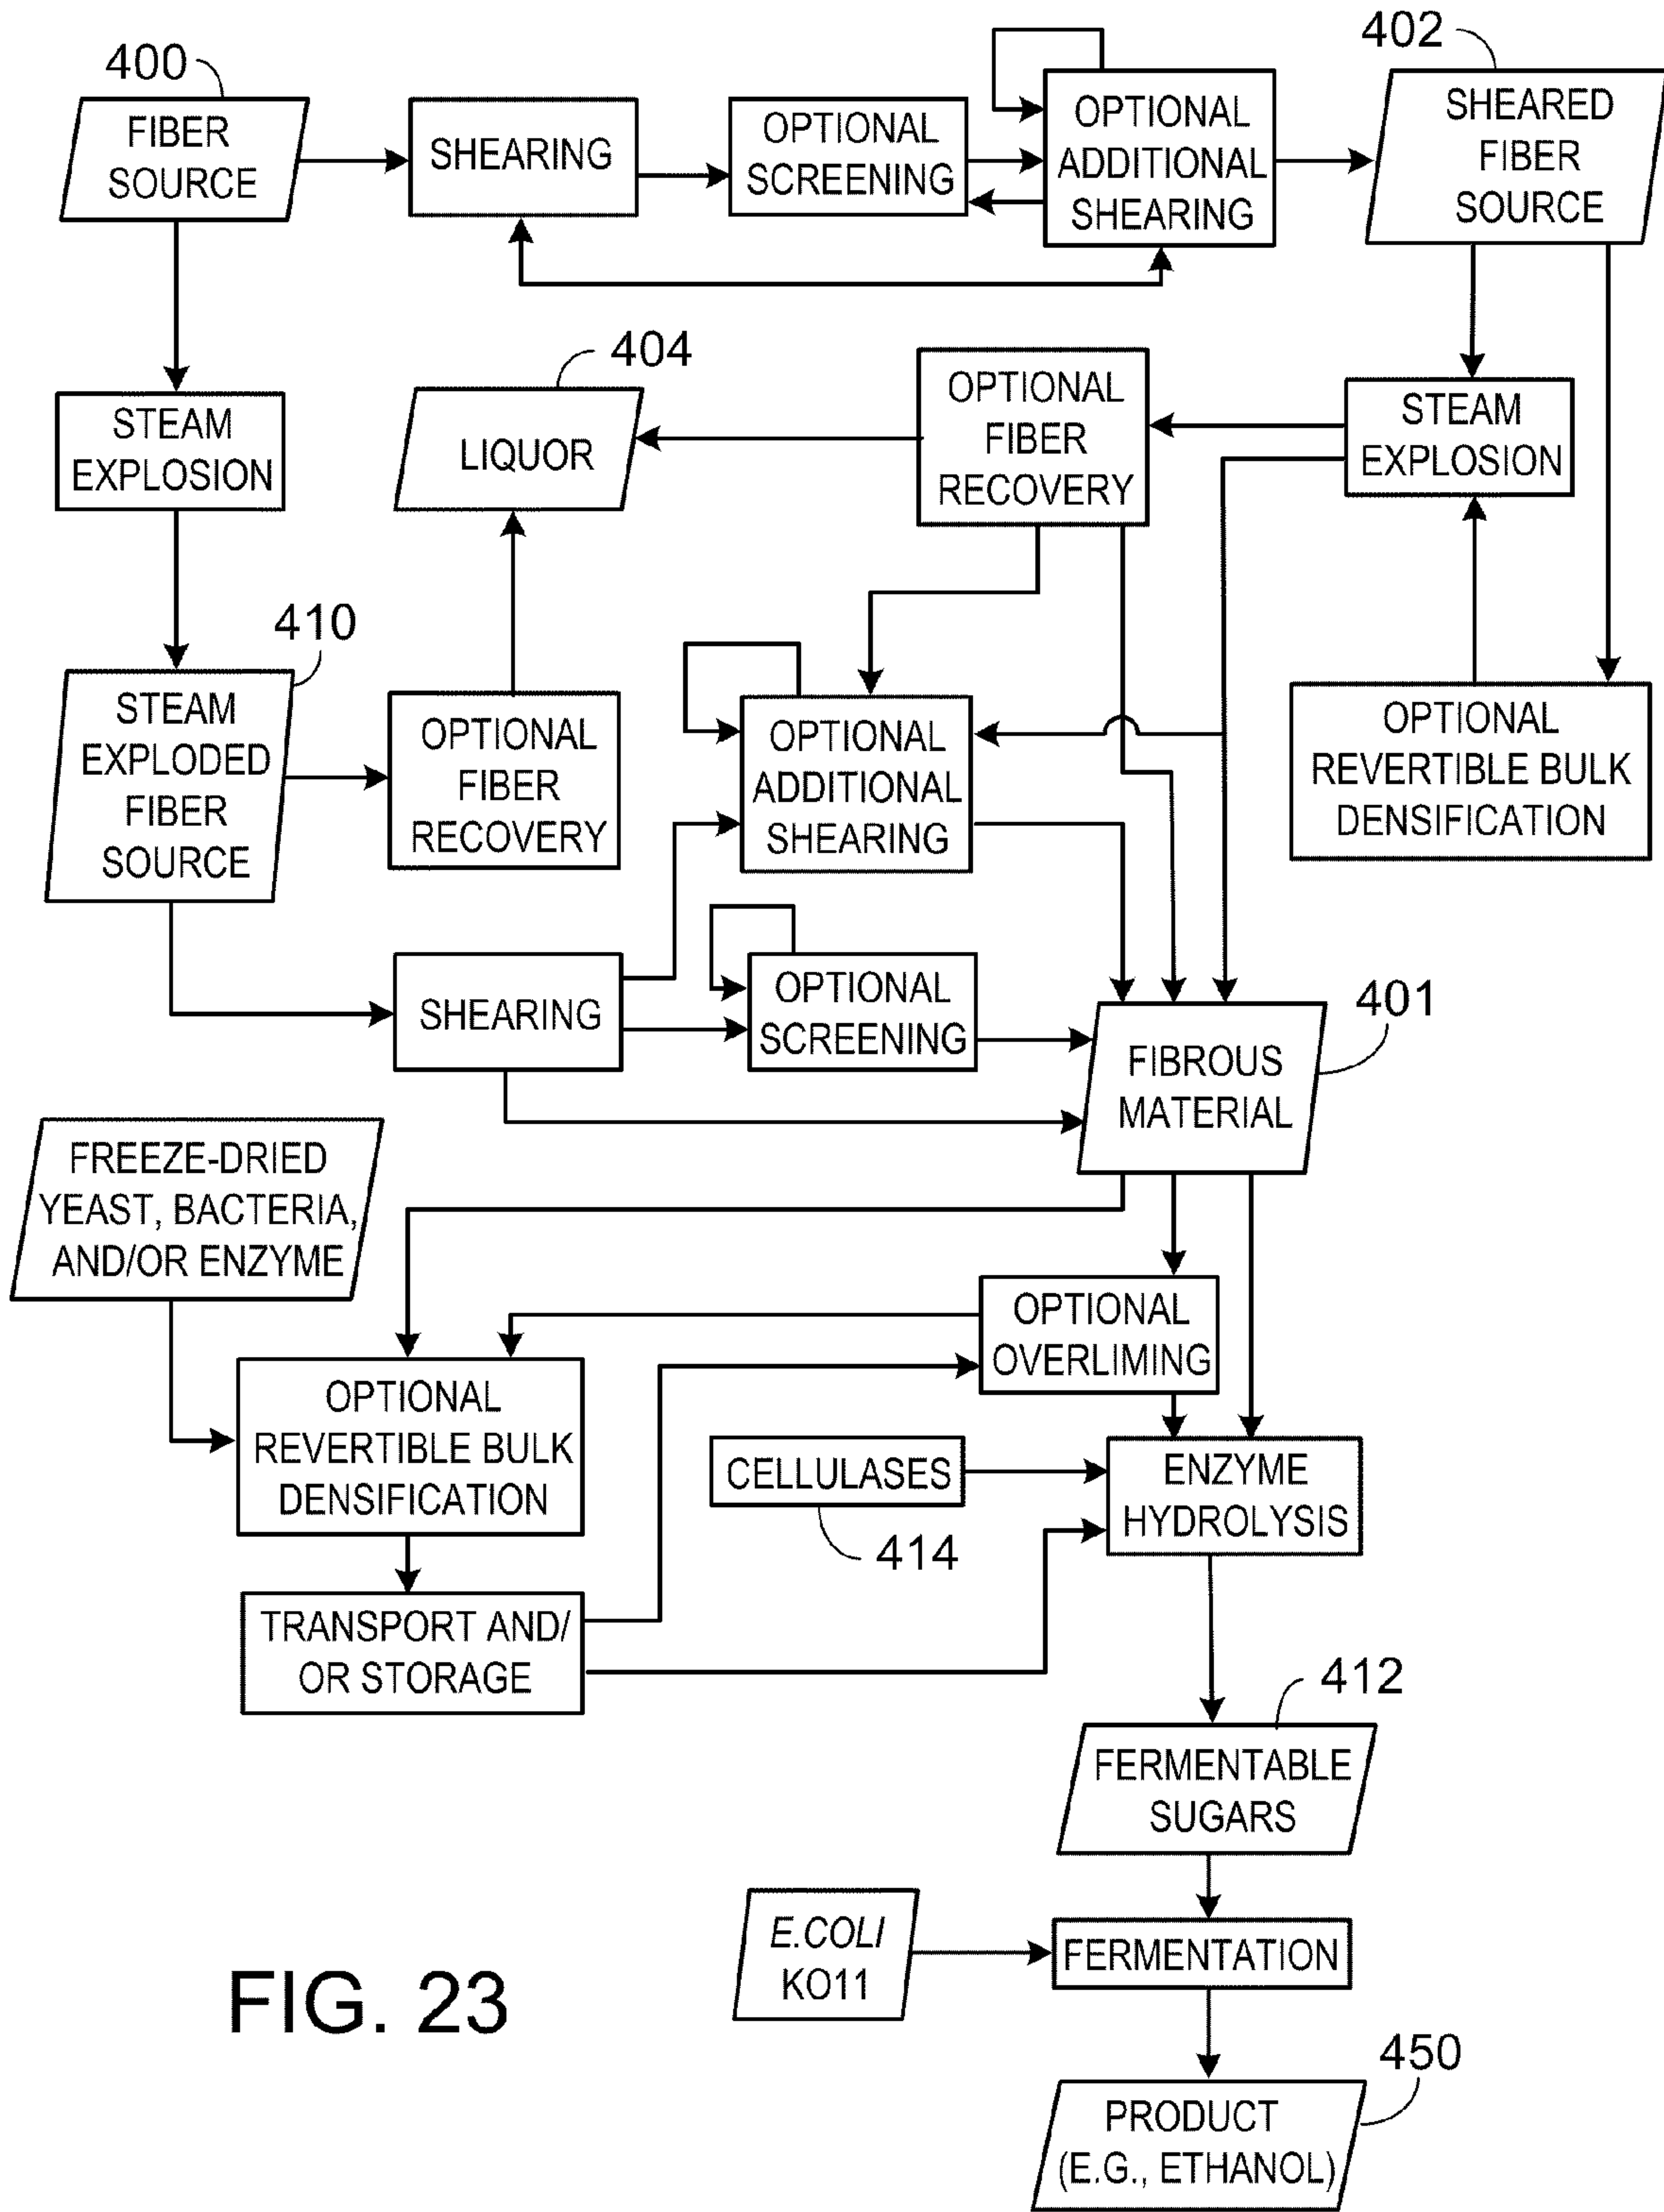 400
402
FIBER
SOURCE
SHEARING
OPTIONAL
SCREENING
OPTIONAL
ADDITIONAL
SHEARING
SHEARED
FIBER
SOURCE
404
STEAM
EXPLOSION
LIQUOR
OPTIONAL
FIBER
RECOVERY
STEAM
EXPLOSION
410
STEAM
EXPLODED
FIBER
SOURCE
OPTIONAL
FIBER
RECOVERY
OPTIONAL
ADDITIONAL
SHEARING
OPTIONAL
REVERTIBLE BULK
DENSIFICATION
SHEARING
OPTIONAL
SCREENING
401
FIBROUS
MATERIAL
FREEZE-DRIED
YEAST, BACTERIA,
AND/OR ENZYME
OPTIONAL
OVERLIMING
OPTIONAL
REVERTIBLE BULK
DENSIFICATION
CELLULASES
414
ENZYME
HYDROLYSIS
TRANSPORT AND/
OR STORAGE
412
FERMENTABLE
SUGARS
E.COLI
KO11
FERMENTATION
FIG. 23
450
PRODUCT
(E.G., ETHANOL)